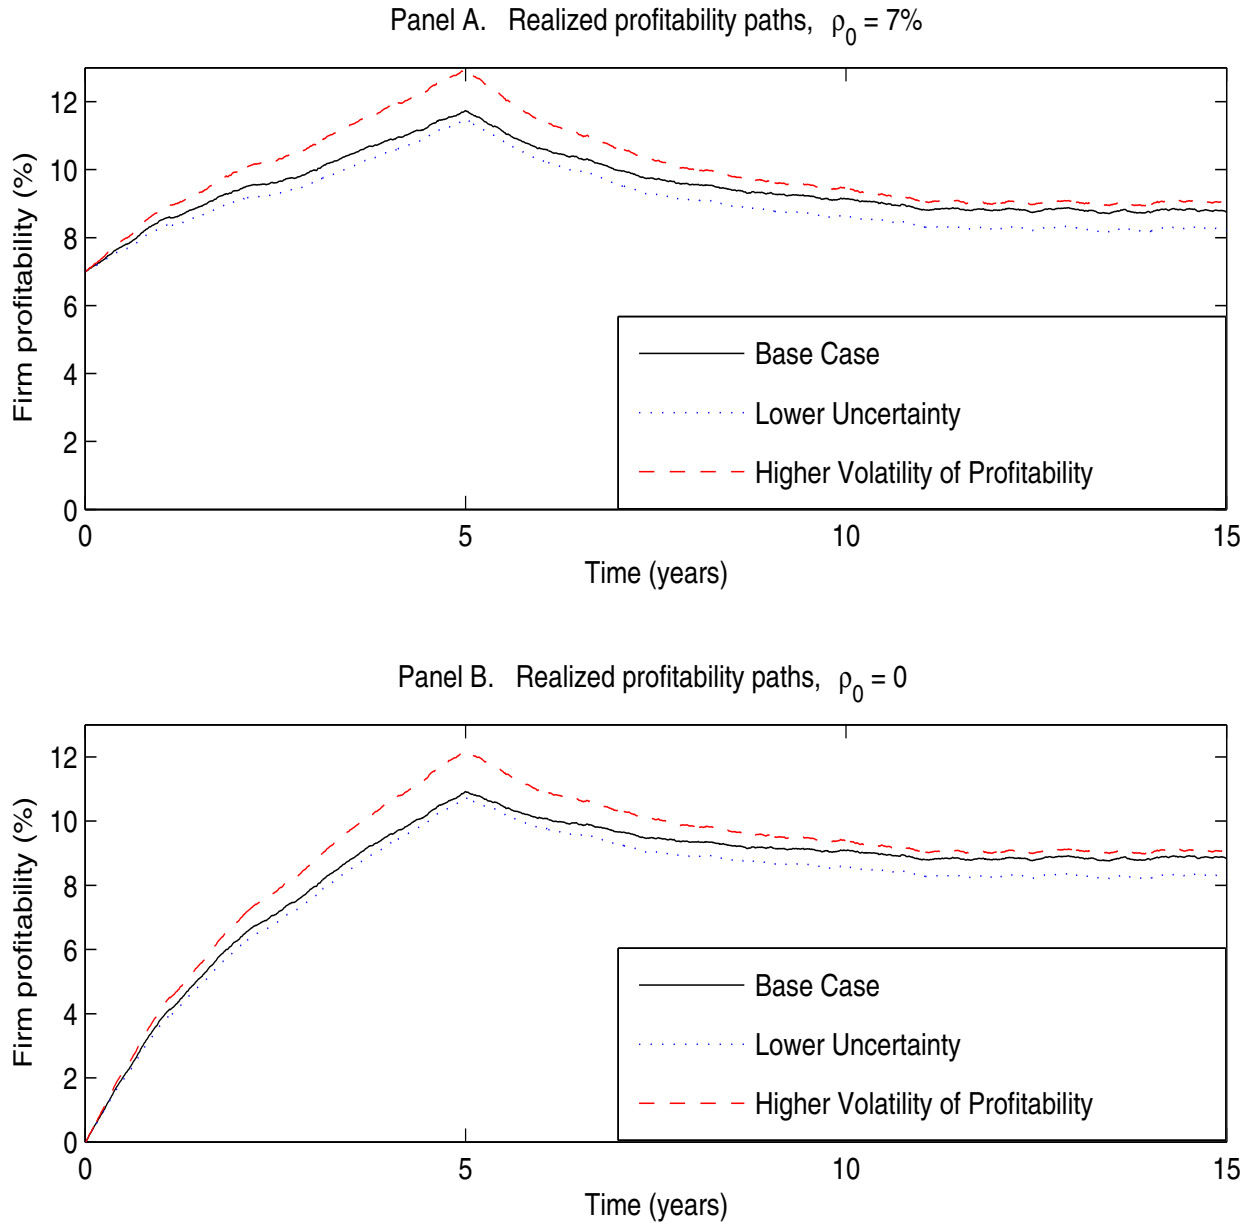 Panel A. Realized profitability paths, ρ0 = 7%
Firm profitability (%)
12
10
8
6
4
2
0
0 5 10 15
Time (years)
Base Case
Lower Uncertainty
Higher Volatility of Profitability
Panel B. Realized profitability paths, ρ0 = 0
Firm profitability (%)
12
10
8
6
4
2
0
0 5 10 15
Time (years)
Base Case
Lower Uncertainty
Higher Volatility of Profitability